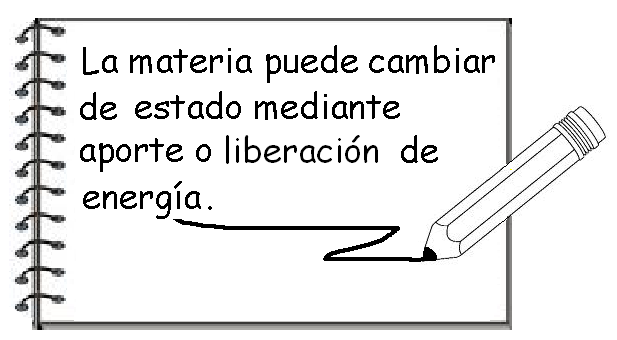 La materia puede cambiar
de estado mediante
aporte o liberación de
energía.